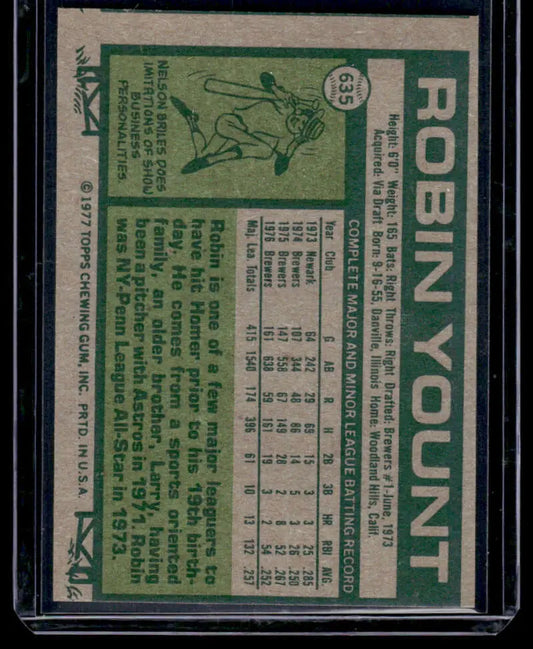 635
ROBIN YOUNT
Height: 6'0" Weight: 165 Bats: Right Throws: Right Drafted: Brewers #1-June, 1973
Acquired: Via Draft Born: 9-16-55, Danville, Illinois Home: Woodland Hills, Calif.
COMPLETE MAJOR AND MINOR LEAGUE BATTING RECORD
Year Club G AB R H 2B 3B HR RBI AVG.
1973 Newark 64 242 29 69 15 3 3 25 .285
1974 Brewers 107 344 48 86 14 5 3 26 .250
1975 Brewers 147 558 67 149 28 2 8 52 .267
1976 Brewers 161 638 59 161 19 3 2 54 .252
Maj. Lea. Totals 415 1540 174 396 61 10 13 132 .257
NELSON BRILES DOES
IMITATIONS OF SHOW
BUSINESS
PERSONALITIES.
Robin is one of a few major leaguers to
have hit Homer prior to his 19th birth-
day. He comes from a sports oriented
family, an older brother, Larry, having
been a pitcher with Astros in 1971. Robin
was NY-Penn League All-Star in 1973.
© 1977 TOPPS CHEWING GUM, INC. PRTD. IN U.S.A.